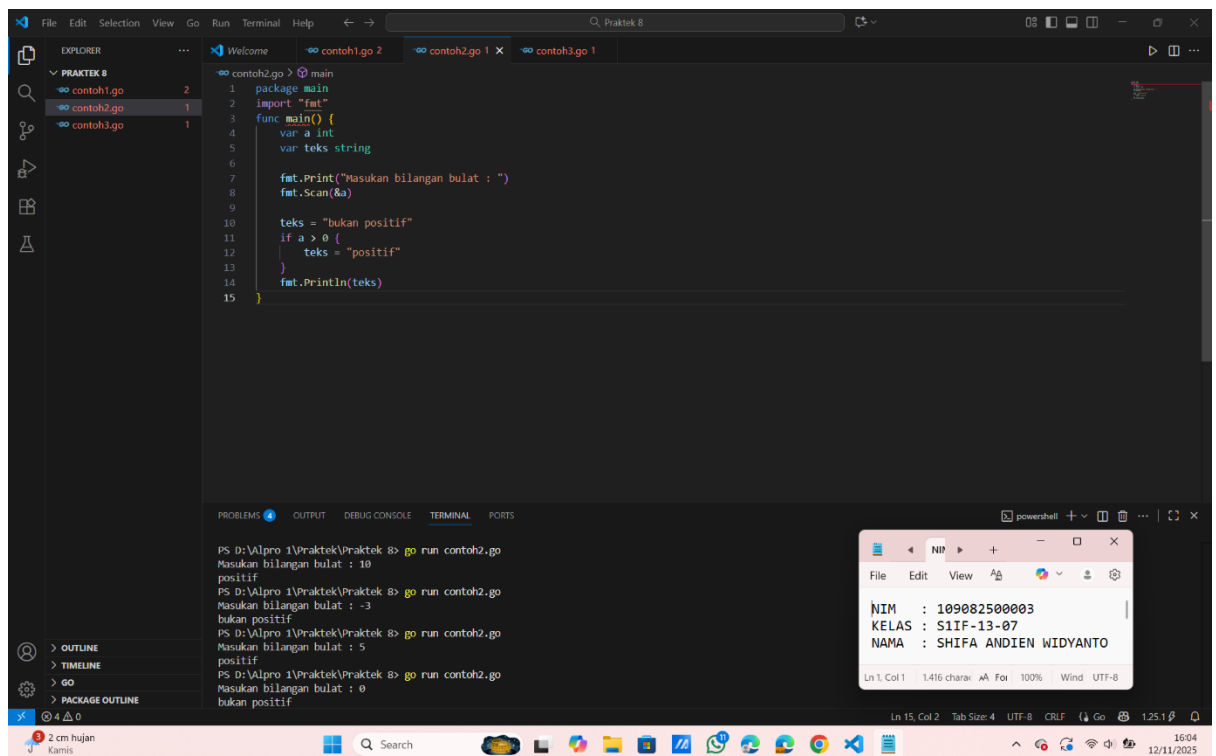 File Edit Selection View Go Run Terminal Help
Praktek 8
EXPLORER
PRAKTEK 8
contoh1.go 2
contoh2.go 1
contoh3.go 1
OUTLINE
TIMELINE
GO
PACKAGE OUTLINE
Welcome contoh1.go 2 contoh2.go 1 contoh3.go 1
contoh2.go > main
1 package main
2 import "fmt"
3 func main() {
4 var a int
5 var teks string
6
7 fmt.Print("Masukan bilangan bulat : ")
8 fmt.Scan(&a)
9
10 teks = "bukan positif"
11 if a > 0 {
12 teks = "positif"
13 }
14 fmt.Println(teks)
15 }
PROBLEMS 4 OUTPUT DEBUG CONSOLE TERMINAL PORTS
powershell
PS D:\Alpro 1\Praktek\Praktek 8> go run contoh2.go
Masukan bilangan bulat : 10
positif
PS D:\Alpro 1\Praktek\Praktek 8> go run contoh2.go
Masukan bilangan bulat : -3
bukan positif
PS D:\Alpro 1\Praktek\Praktek 8> go run contoh2.go
Masukan bilangan bulat : 5
positif
PS D:\Alpro 1\Praktek\Praktek 8> go run contoh2.go
Masukan bilangan bulat : 0
bukan positif
NIM
File Edit View
NIM : 109082500003
KELAS : S1IF-13-07
NAMA : SHIFA ANDIEN WIDYANTO
Ln 1, Col 1 1.416 charac 100% Wind UTF-8
4 0
Ln 15, Col 2 Tab Size: 4 UTF-8 CRLF Go 1.25.1
3
2 cm hujan
Kamis
Search
16:04
12/11/2025